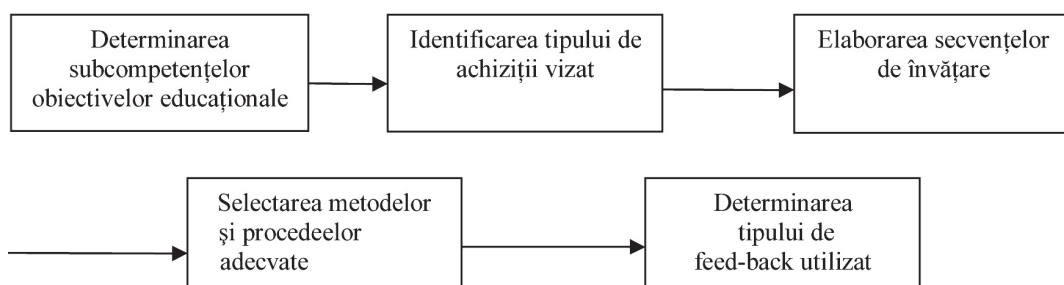 Determinarea
subcompetențelor
obiectivelor educaționale
Identificarea tipului de
achiziții vizat
Elaborarea secvențelor
de învățare
Selectarea metodelor
şi procedeelor
adecvate
Determinarea
tipului de
feed-back utilizat